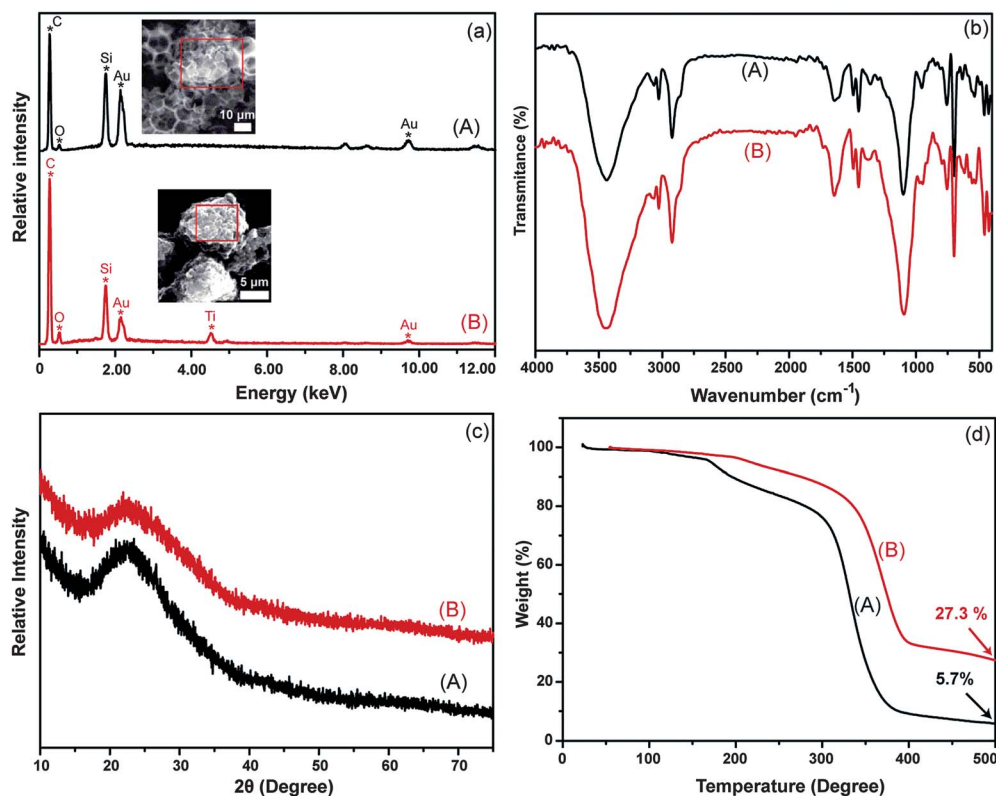 (a)
C
*
Si
*
Au
*
O
*
10 μm
Au
*
(A)
C
*
Si
*
Au
*
O
*
Ti
*
5 μm
Au
*
(B)
Relative intensity
0 2.00 4.00 6.00 8.00 10.00 12.00
Energy (keV)
(b)
(A)
(B)
Transmitance (%)
4000 3500 3000 2500 2000 1500 1000 500
Wavenumber (cm⁻¹)
(c)
(B)
(A)
Relative Intensity
10 20 30 40 50 60 70
2θ (Degree)
(d)
100
80
60
40
20
0
(B)
(A)
27.3 %
5.7%
Weight (%)
0 100 200 300 400 500
Temperature (Degree)